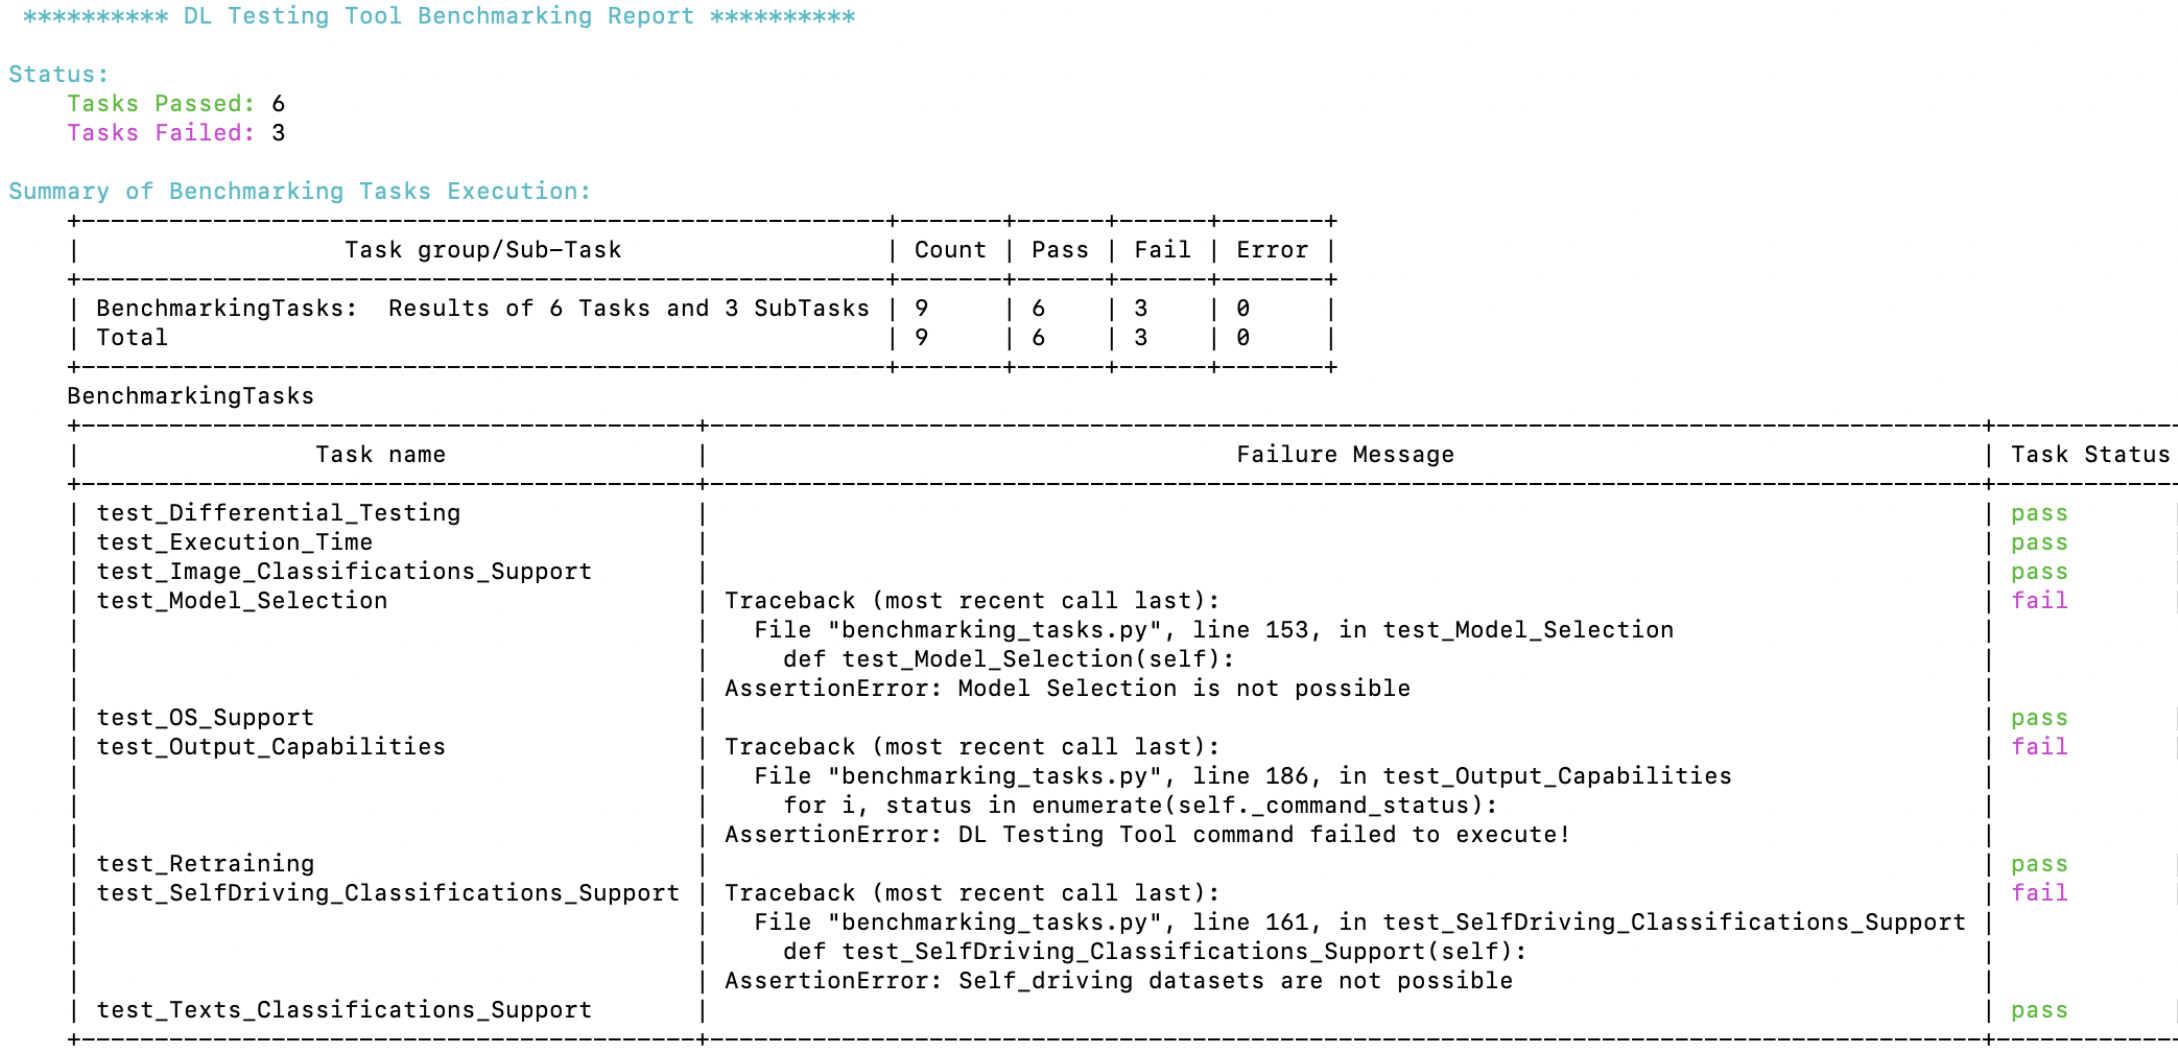 ********** DL Testing Tool Benchmarking Report **********
Status:
Tasks Passed: 6
Tasks Failed: 3
Summary of Benchmarking Tasks Execution:
+-------------------------------------------------------+-------+------+------+-------+
| Task group/Sub-Task | Count | Pass | Fail | Error |
+-------------------------------------------------------+-------+------+------+-------+
| BenchmarkingTasks:  Results of 6 Tasks and 3 SubTasks | 9 | 6 | 3 | 0 |
| Total | 9 | 6 | 3 | 0 |
+-------------------------------------------------------+-------+------+------+-------+
BenchmarkingTasks
+------------------------------------------+---------------------------------------------------------------------------------------+-------------
| Task name | Failure Message | Task Status
+------------------------------------------+---------------------------------------------------------------------------------------+-------------
| test_Differential_Testing | | pass |
| test_Execution_Time | | pass |
| test_Image_Classifications_Support | | pass |
| test_Model_Selection | Traceback (most recent call last): | fail |
| | File "benchmarking_tasks.py", line 153, in test_Model_Selection |
| | def test_Model_Selection(self): |
| | AssertionError: Model Selection is not possible |
| test_OS_Support | | pass |
| test_Output_Capabilities | Traceback (most recent call last): | fail |
| | File "benchmarking_tasks.py", line 186, in test_Output_Capabilities |
| | for i, status in enumerate(self._command_status): |
| | AssertionError: DL Testing Tool command failed to execute! |
| test_Retraining | | pass |
| test_SelfDriving_Classifications_Support | Traceback (most recent call last): | fail |
| | File "benchmarking_tasks.py", line 161, in test_SelfDriving_Classifications_Support |
| | def test_SelfDriving_Classifications_Support(self): |
| | AssertionError: Self_driving datasets are not possible |
| test_Texts_Classifications_Support | | pass |
+------------------------------------------+---------------------------------------------------------------------------------------+-------------